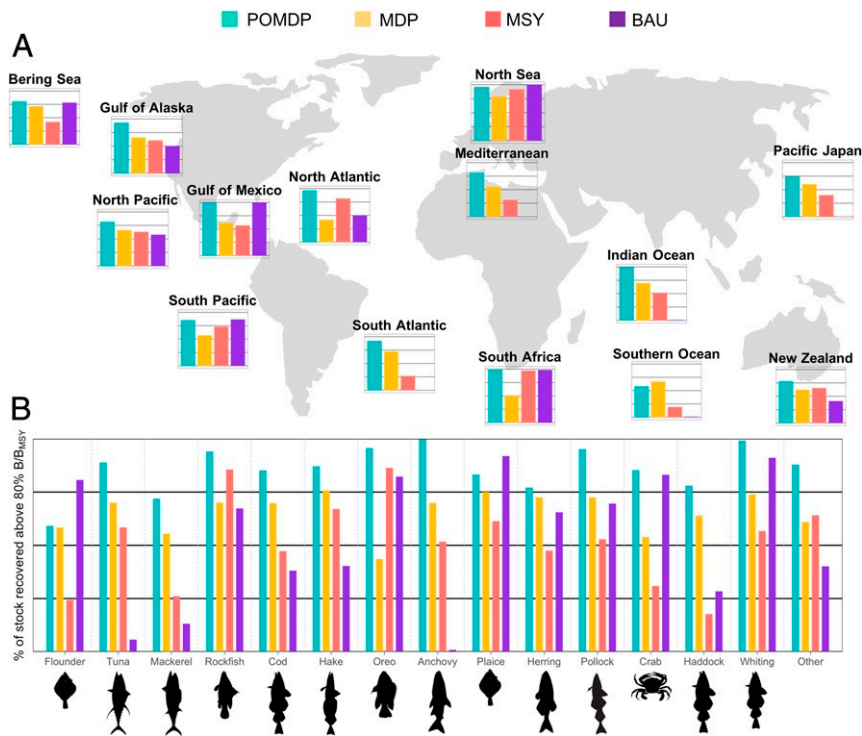 POMDP MDP MSY BAU
A
Bering Sea
Gulf of Alaska
North Pacific
Gulf of Mexico
North Atlantic
South Pacific
South Atlantic
North Sea
Mediterranean
Pacific Japan
Indian Ocean
South Africa
Southern Ocean
New Zealand
B
% of stock recovered above 80% B/BMSY
Flounder Tuna Mackerel Rockfish Cod Hake Oreo Anchovy Plaice Herring Pollock Crab Haddock Whiting Other